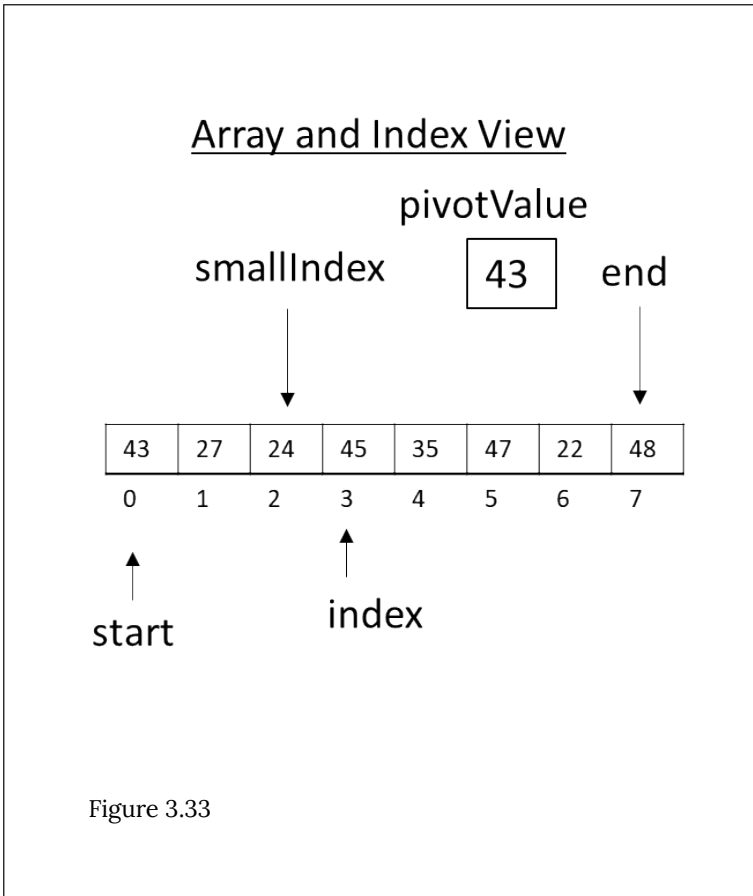 Array and Index View
pivotValue
smallIndex 43 end
43 27 24 45 35 47 22 48
0 1 2 3 4 5 6 7
start index
Figure 3.33